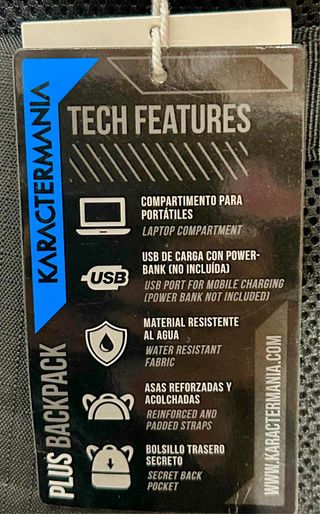 KARACTERMANIA
TECH FEATURES
COMPARTIMENTO PARA
PORTÁTILES
LAPTOP COMPARTMENT
USB
USB DE CARGA CON POWER-
BANK (NO INCLUÍDA)
USB PORT FOR MOBILE CHARGING
(POWER BANK NOT INCLUDED)
MATERIAL RESISTENTE
AL AGUA
WATER RESISTANT
FABRIC
ASAS REFORZADAS Y
ACOLCHADAS
REINFORCED AND
PADDED STRAPS
BOLSILLO TRASERO
SECRETO
SECRET BACK
POCKET
PLUS BACKPACK
WWW.KARACTERMANIA.COM